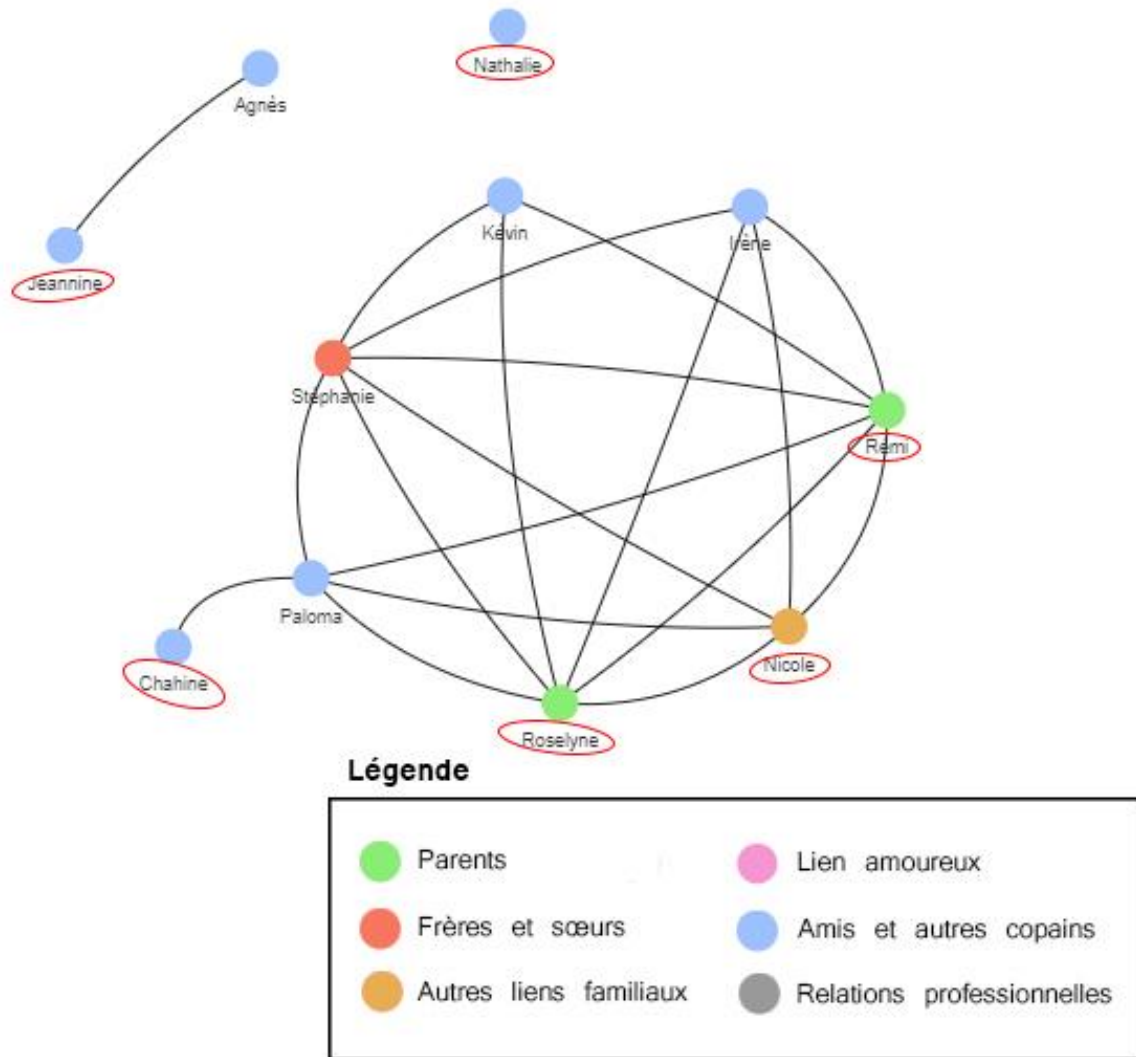 Nathalie
Agnès
Jeannine
Kévin
Irène
Stéphanie
Rémi
Paloma
Chahine
Nicole
Roselyne
Légende
Parents
Lien amoureux
Frères et sœurs
Amis et autres copains
Autres liens familiaux
Relations professionnelles